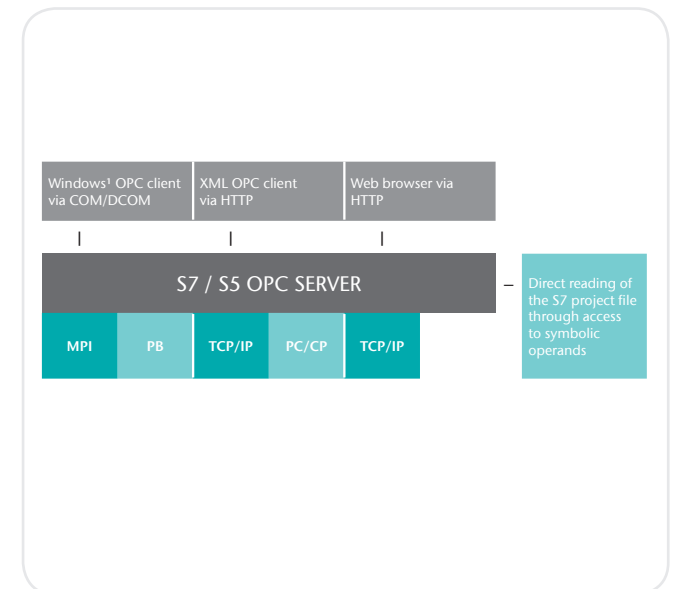 Windows¹ OPC client
via COM/DCOM
XML OPC client
via HTTP
Web browser via
HTTP
S7 / S5 OPC SERVER
Direct reading of
the S7 project file
through access
to symbolic
operands
MPI
PB
TCP/IP
PC/CP
TCP/IP